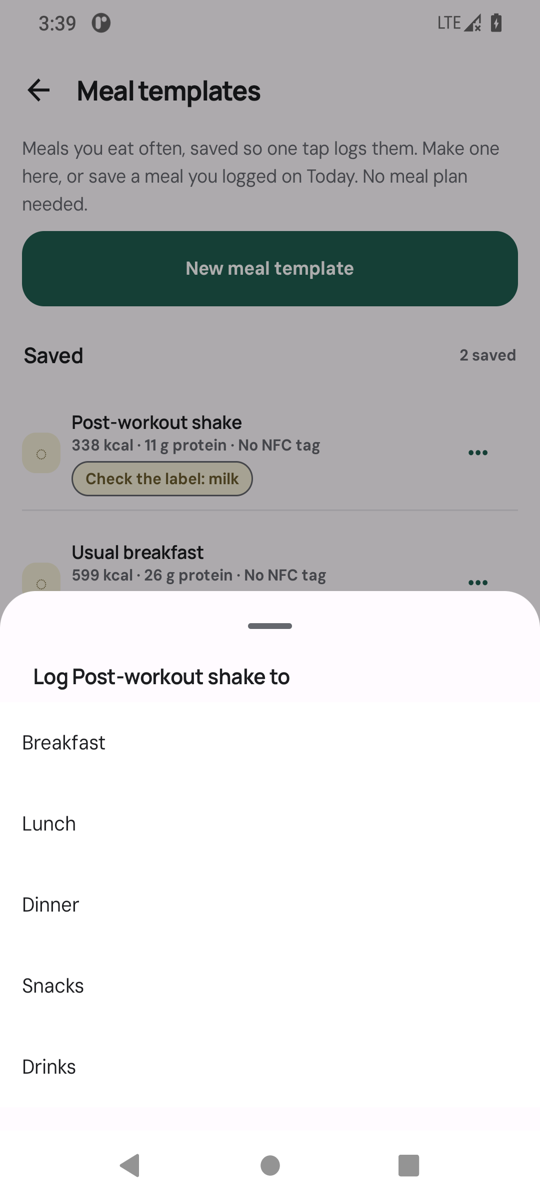 3:39
LTE
Meal templates
Meals you eat often, saved so one tap logs them. Make one
here, or save a meal you logged on Today. No meal plan
needed.
New meal template
Saved
2 saved
Post-workout shake
338 kcal · 11 g protein · No NFC tag
Check the label: milk
Usual breakfast
599 kcal · 26 g protein · No NFC tag
Log Post-workout shake to
Breakfast
Lunch
Dinner
Snacks
Drinks